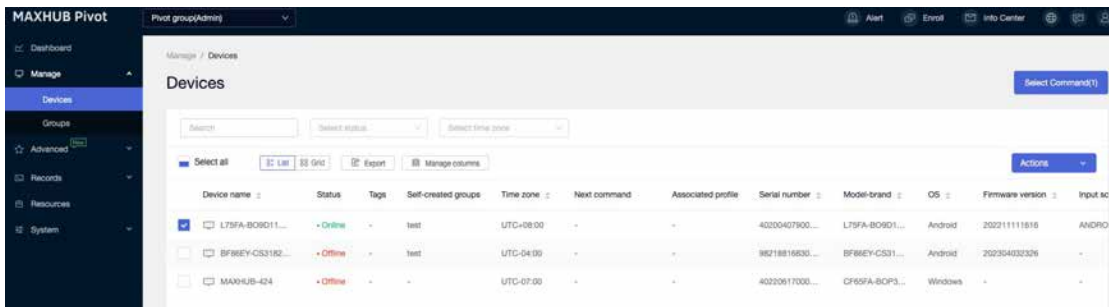 MAXHUB Pivot Pivot group(Admin) Alert Enroll Info Center
Dashboard
Manage
Devices
Groups
Advanced New
Records
Resources
System
Manage / Devices
Devices
Select Command(1)
Search Select status Select time zone
Select all List Grid Export Manage columns Actions
Device name Status Tags Self-created groups Time zone Next command Associated profile Serial number Model-brand OS Firmware version Input sc
L75FA-BO9D11... • Online - test UTC+08:00 - - 40200407900... L75FA-BO9D1... Android 202211111616 ANDRO
BF86EY-CS3182... • Offline - test UTC-04:00 - - 98218816630... BF86EY-CS31... Android 202304032326 -
MAXHUB-424 • Offline - - UTC-07:00 - - 40220617000... CF65FA-BOP3... Windows - -